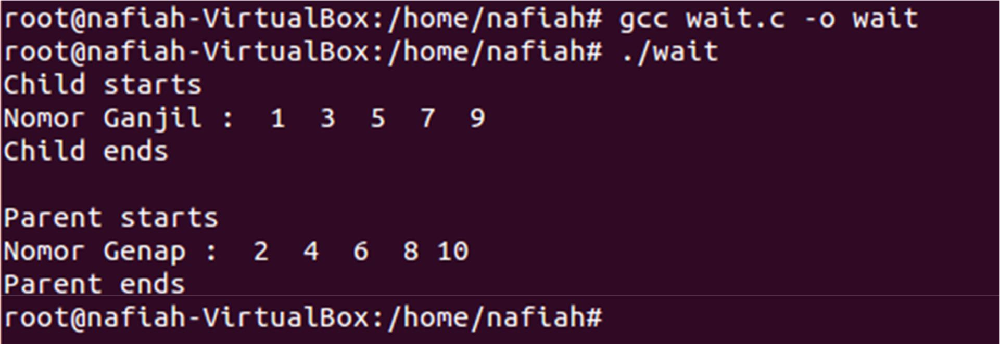 root@nafiah-VirtualBox:/home/nafiah# gcc wait.c -o wait
root@nafiah-VirtualBox:/home/nafiah# ./wait
Child starts
Nomor Ganjil :  1  3  5  7  9
Child ends
Parent starts
Nomor Genap :  2  4  6  8 10
Parent ends
root@nafiah-VirtualBox:/home/nafiah#